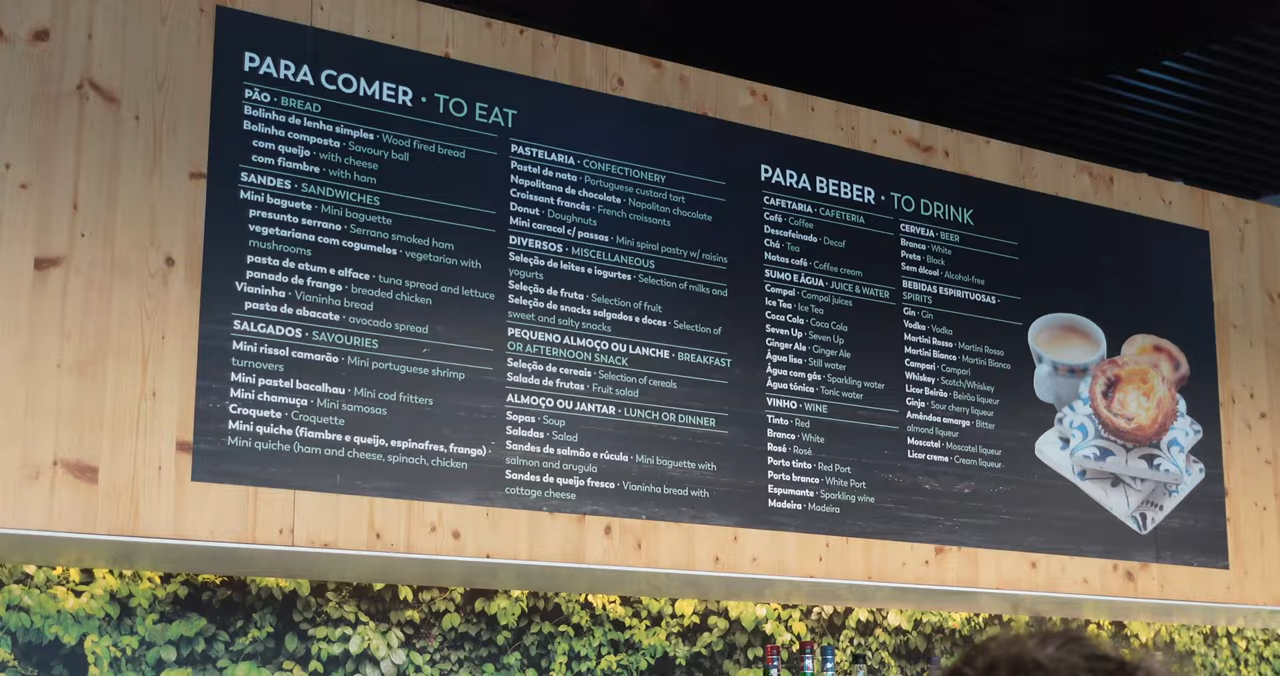 PARA COMER · TO EAT
PÃO · BREAD
Bolinha de lenha simples · Wood fired bread
Bolinha composta · Savoury ball
com queijo · with cheese
com fiambre · with ham
SANDES · SANDWICHES
Mini baguete · Mini baguette
presunto serrano · Serrano smoked ham
vegetariana com cogumelos · vegetarian with
mushrooms
pasta de atum e alface · tuna spread and lettuce
panado de frango · breaded chicken
Vianinha · Vianinha bread
pasta de abacate · avocado spread
SALGADOS · SAVOURIES
Mini rissol camarão · Mini portuguese shrimp
turnovers
Mini pastel bacalhau · Mini cod fritters
Mini chamuça · Mini samosas
Croquete · Croquette
Mini quiche (fiambre e queijo, espinafres, frango) ·
Mini quiche (ham and cheese, spinach, chicken
PASTELARIA · CONFECTIONERY
Pastel de nata · Portuguese custard tart
Napolitana de chocolate · Napolitan chocolate
Croissant francês · French croissants
Donut · Doughnuts
Mini caracol c/ passas · Mini spiral pastry w/ raisins
DIVERSOS · MISCELLANEOUS
Seleção de leites e iogurtes · Selection of milks and
yogurts
Seleção de fruta · Selection of fruit
Seleção de snacks salgados e doces · Selection of
sweet and salty snacks
PEQUENO ALMOÇO OU LANCHE · BREAKFAST
OR AFTERNOON SNACK
Seleção de cereais · Selection of cereals
Salada de frutas · Fruit salad
ALMOÇO OU JANTAR · LUNCH OR DINNER
Sopas · Soup
Saladas · Salad
Sandes de salmão e rúcula · Mini baguette with
salmon and arugula
Sandes de queijo fresco · Vianinha bread with
cottage cheese
PARA BEBER · TO DRINK
CAFETARIA · CAFETERIA
Café · Coffee
Descafeinado · Decaf
Chá · Tea
Natas café · Coffee cream
SUMO E ÁGUA · JUICE & WATER
Compal · Compal juices
Ice Tea · Ice Tea
Coca Cola · Coca Cola
Seven Up · Seven Up
Ginger Ale · Ginger Ale
Água lisa · Still water
Água com gás · Sparkling water
Água tónica · Tonic water
VINHO · WINE
Tinto · Red
Branco · White
Rosé · Rosé
Porto tinto · Red Port
Porto branco · White Port
Espumante · Sparkling wine
Madeira · Madeira
CERVEJA · BEER
Branca · White
Preta · Black
Sem álcool · Alcohol-free
BEBIDAS ESPIRITUOSAS ·
SPIRITS
Gin · Gin
Vodka · Vodka
Martini Rosso · Martini Rosso
Martini Bianco · Martini Bianco
Campari · Campari
Whiskey · Scotch/Whiskey
Licor Beirão · Beirão liqueur
Ginja · Sour cherry liqueur
Amêndoa amarga · Bitter
almond liqueur
Moscatel · Moscatel liqueur
Licor creme · Cream liqueur